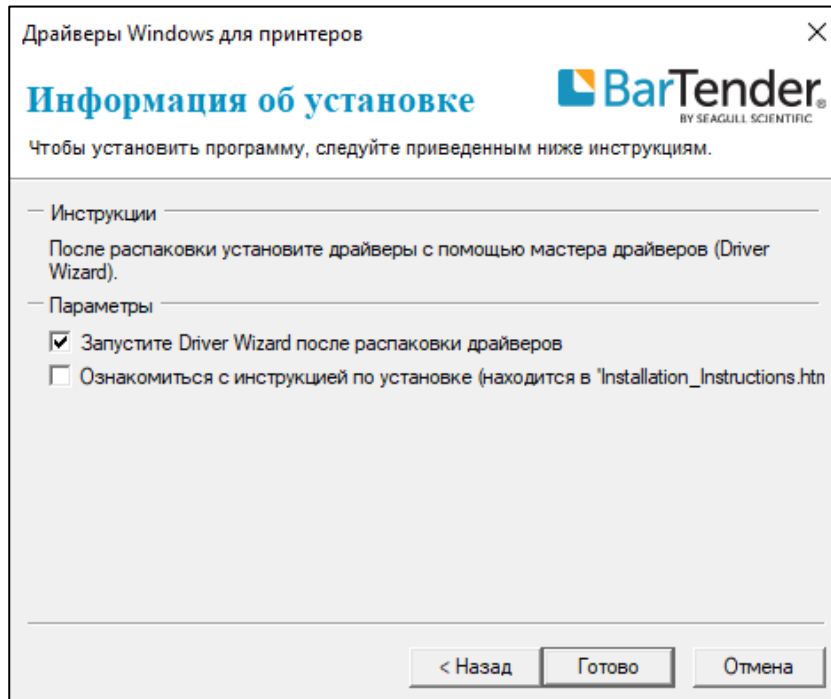 Драйверы Windows для принтеров
Информация об установке
BarTender®
BY SEAGULL SCIENTIFIC
Чтобы установить программу, следуйте приведенным ниже инструкциям.
Инструкции
После распаковки установите драйверы с помощью мастера драйверов (Driver
Wizard).
Параметры
Запустите Driver Wizard после распаковки драйверов
Ознакомиться с инструкцией по установке (находится в 'Installation_Instructions.htm
< Назад
Готово
Отмена